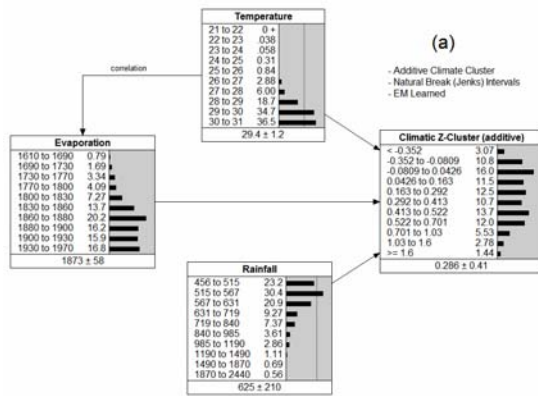 Temperature
21 to 22 0 +
22 to 23 .038
23 to 24 .058
24 to 25 0.31
25 to 26 0.84
26 to 27 2.88
27 to 28 6.00
28 to 29 18.7
29 to 30 34.7
30 to 31 36.5
29.4 ± 1.2
(a)
- Additive Climate Cluster
- Natural Break (Jenks) Intervals
- EM Learned
correlation
Evaporation
1610 to 1690 0.79
1690 to 1730 1.69
1730 to 1770 3.34
1770 to 1800 4.09
1800 to 1830 7.27
1830 to 1860 13.7
1860 to 1880 20.2
1880 to 1900 16.2
1900 to 1930 15.9
1930 to 1970 16.8
1873 ± 58
Climatic Z-Cluster (additive)
< -0.352 3.07
-0.352 to -0.0809 10.8
-0.0809 to 0.0426 16.0
0.0426 to 0.163 11.5
0.163 to 0.292 12.5
0.292 to 0.413 10.7
0.413 to 0.522 13.7
0.522 to 0.701 12.0
0.701 to 1.03 5.53
1.03 to 1.6 2.78
>= 1.6 1.44
0.286 ± 0.41
Rainfall
456 to 515 23.2
515 to 567 30.4
567 to 631 20.9
631 to 719 9.27
719 to 840 7.37
840 to 985 3.61
985 to 1190 2.86
1190 to 1490 1.11
1490 to 1870 0.69
1870 to 2440 0.56
625 ± 210